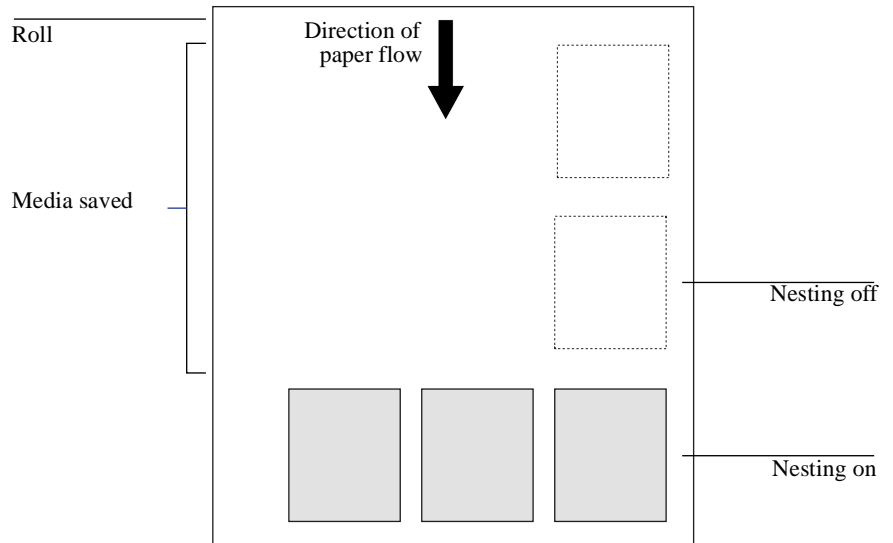 Roll
Direction of
paper flow
Media saved
Nesting off
Nesting on